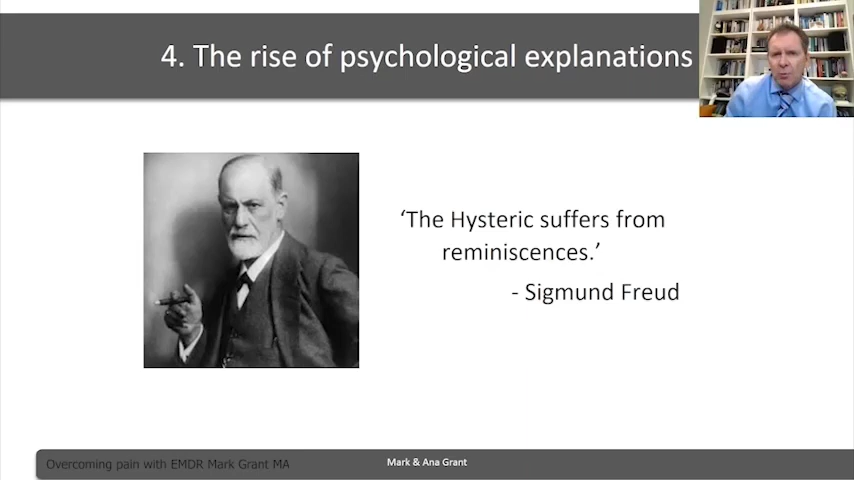 4. The rise of psychological explanations
‘The Hysteric suffers from
reminiscences.’
- Sigmund Freud
Overcoming pain with EMDR Mark Grant MA
Mark & Ana Grant